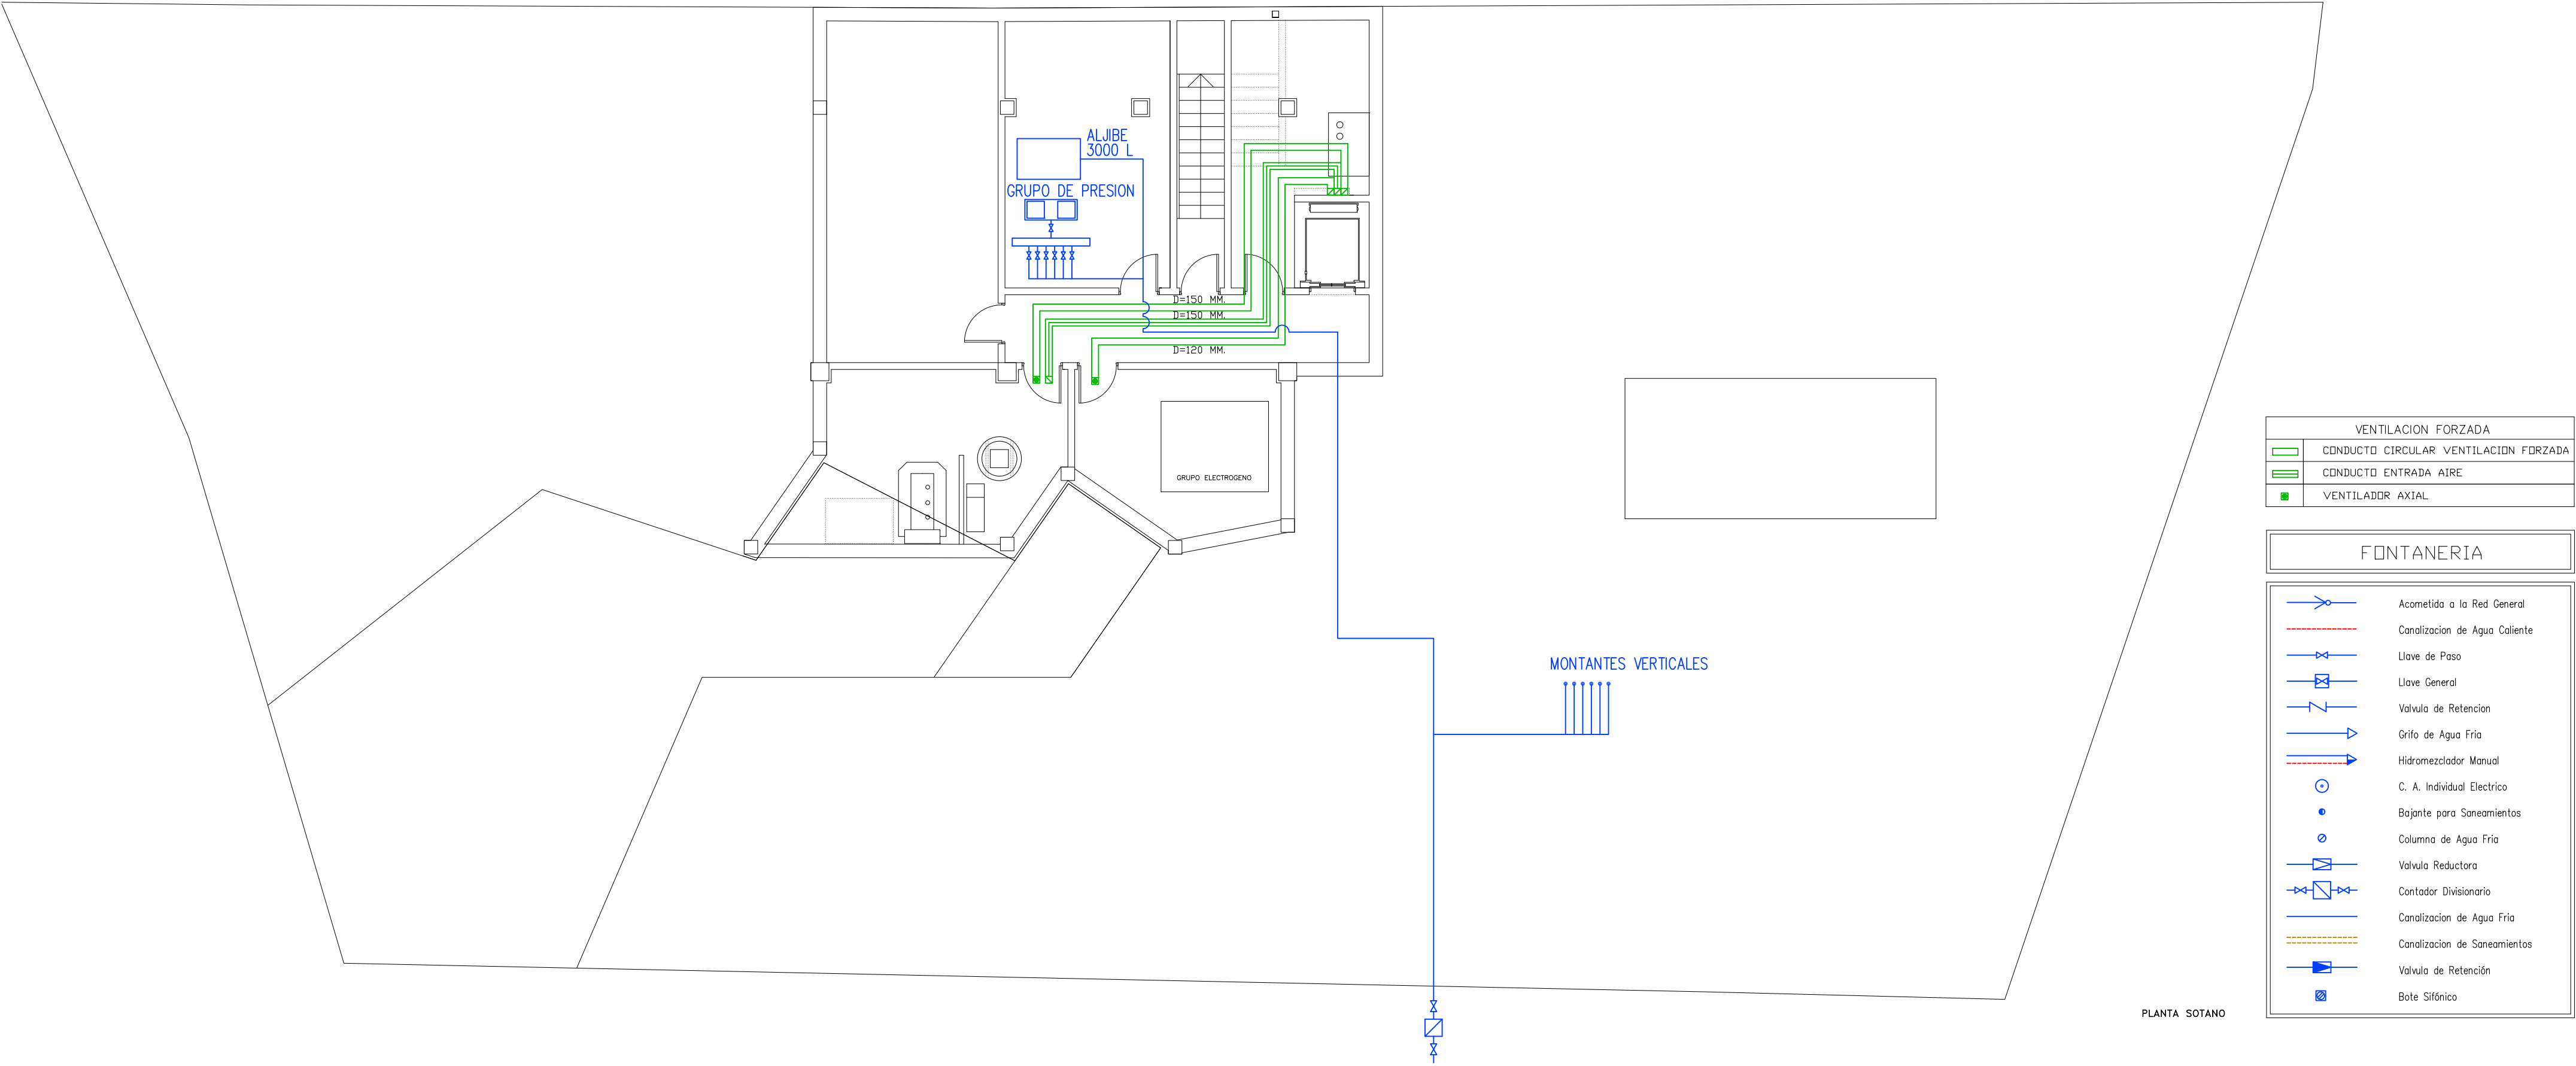 ALJIBE
3000 L
GRUPO DE PRESION
D=150 MM.
D=150 MM.
D=120 MM.
GRUPO ELECTROGENO
MONTANTES VERTICALES
VENTILACION FORZADA
CONDUCTO CIRCULAR VENTILACION FORZADA
CONDUCTO ENTRADA AIRE
VENTILADOR AXIAL
FONTANERIA
Acometida a la Red General
Canalizacion de Agua Caliente
Llave de Paso
Llave General
Valvula de Retencion
Grifo de Agua Fria
Hidromezclador Manual
C. A. Individual Electrico
Bajante para Saneamientos
Columna de Agua Fria
Valvula Reductora
Contador Divisionario
Canalizacion de Agua Fria
Canalizacion de Saneamientos
Valvula de Retención
Bote Sifónico
PLANTA SOTANO